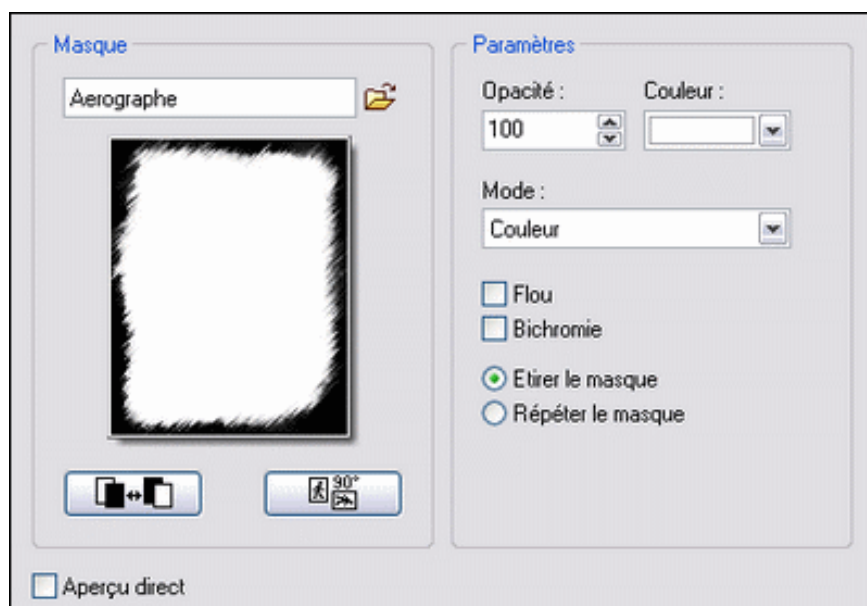 Masque
Aerographe
90°
Paramètres
Opacité :
Couleur :
100
Mode :
Couleur
Flou
Bichromie
Etirer le masque
Répéter le masque
Aperçu direct